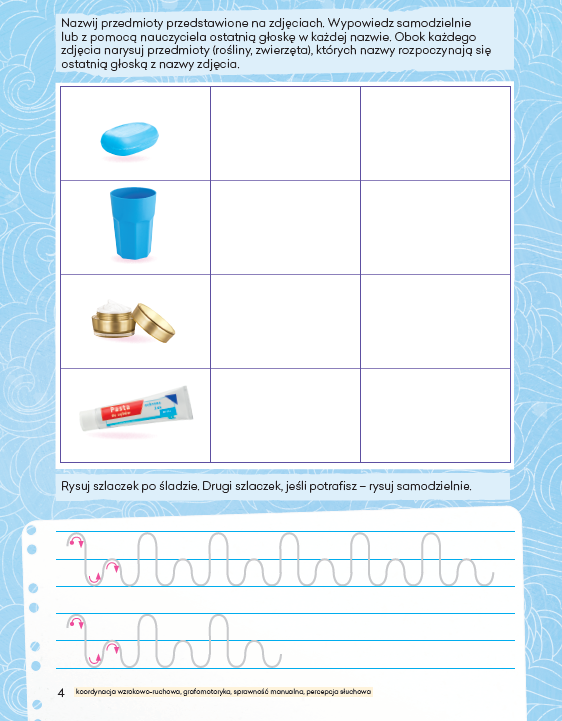 Nazwij przedmioty przedstawione na zdjęciach. Wypowiedz samodzielnie
lub z pomocą nauczyciela ostatnią głoskę w każdej nazwie. Obok każdego
zdjęcia narysuj przedmioty (rośliny, zwierzęta), których nazwy rozpoczynają się
ostatnią głoską z nazwy zdjęcia.
Pasta
do zębów
Rysuj szlaczek po śladzie. Drugi szlaczek, jeśli potrafisz – rysuj samodzielnie.
4 koordynacja wzrokowo-ruchowa, grafomotoryka, sprawność manualna, percepcja słuchowa